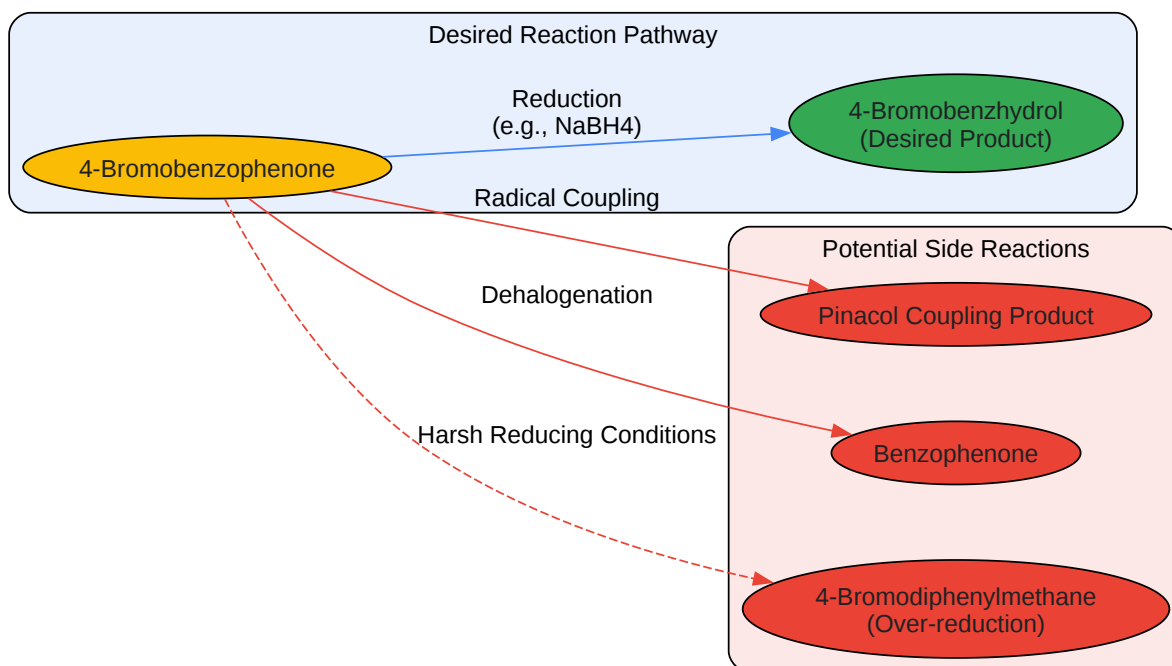 Desired Reaction Pathway
Reduction
(e.g., NaBH4)
4-Bromobenzhydrol
(Desired Product)
4-Bromobenzophenone
Radical Coupling
Potential Side Reactions
Dehalogenation
Pinacol Coupling Product
Harsh Reducing Conditions
Benzophenone
4-Bromodiphenylmethane
(Over-reduction)